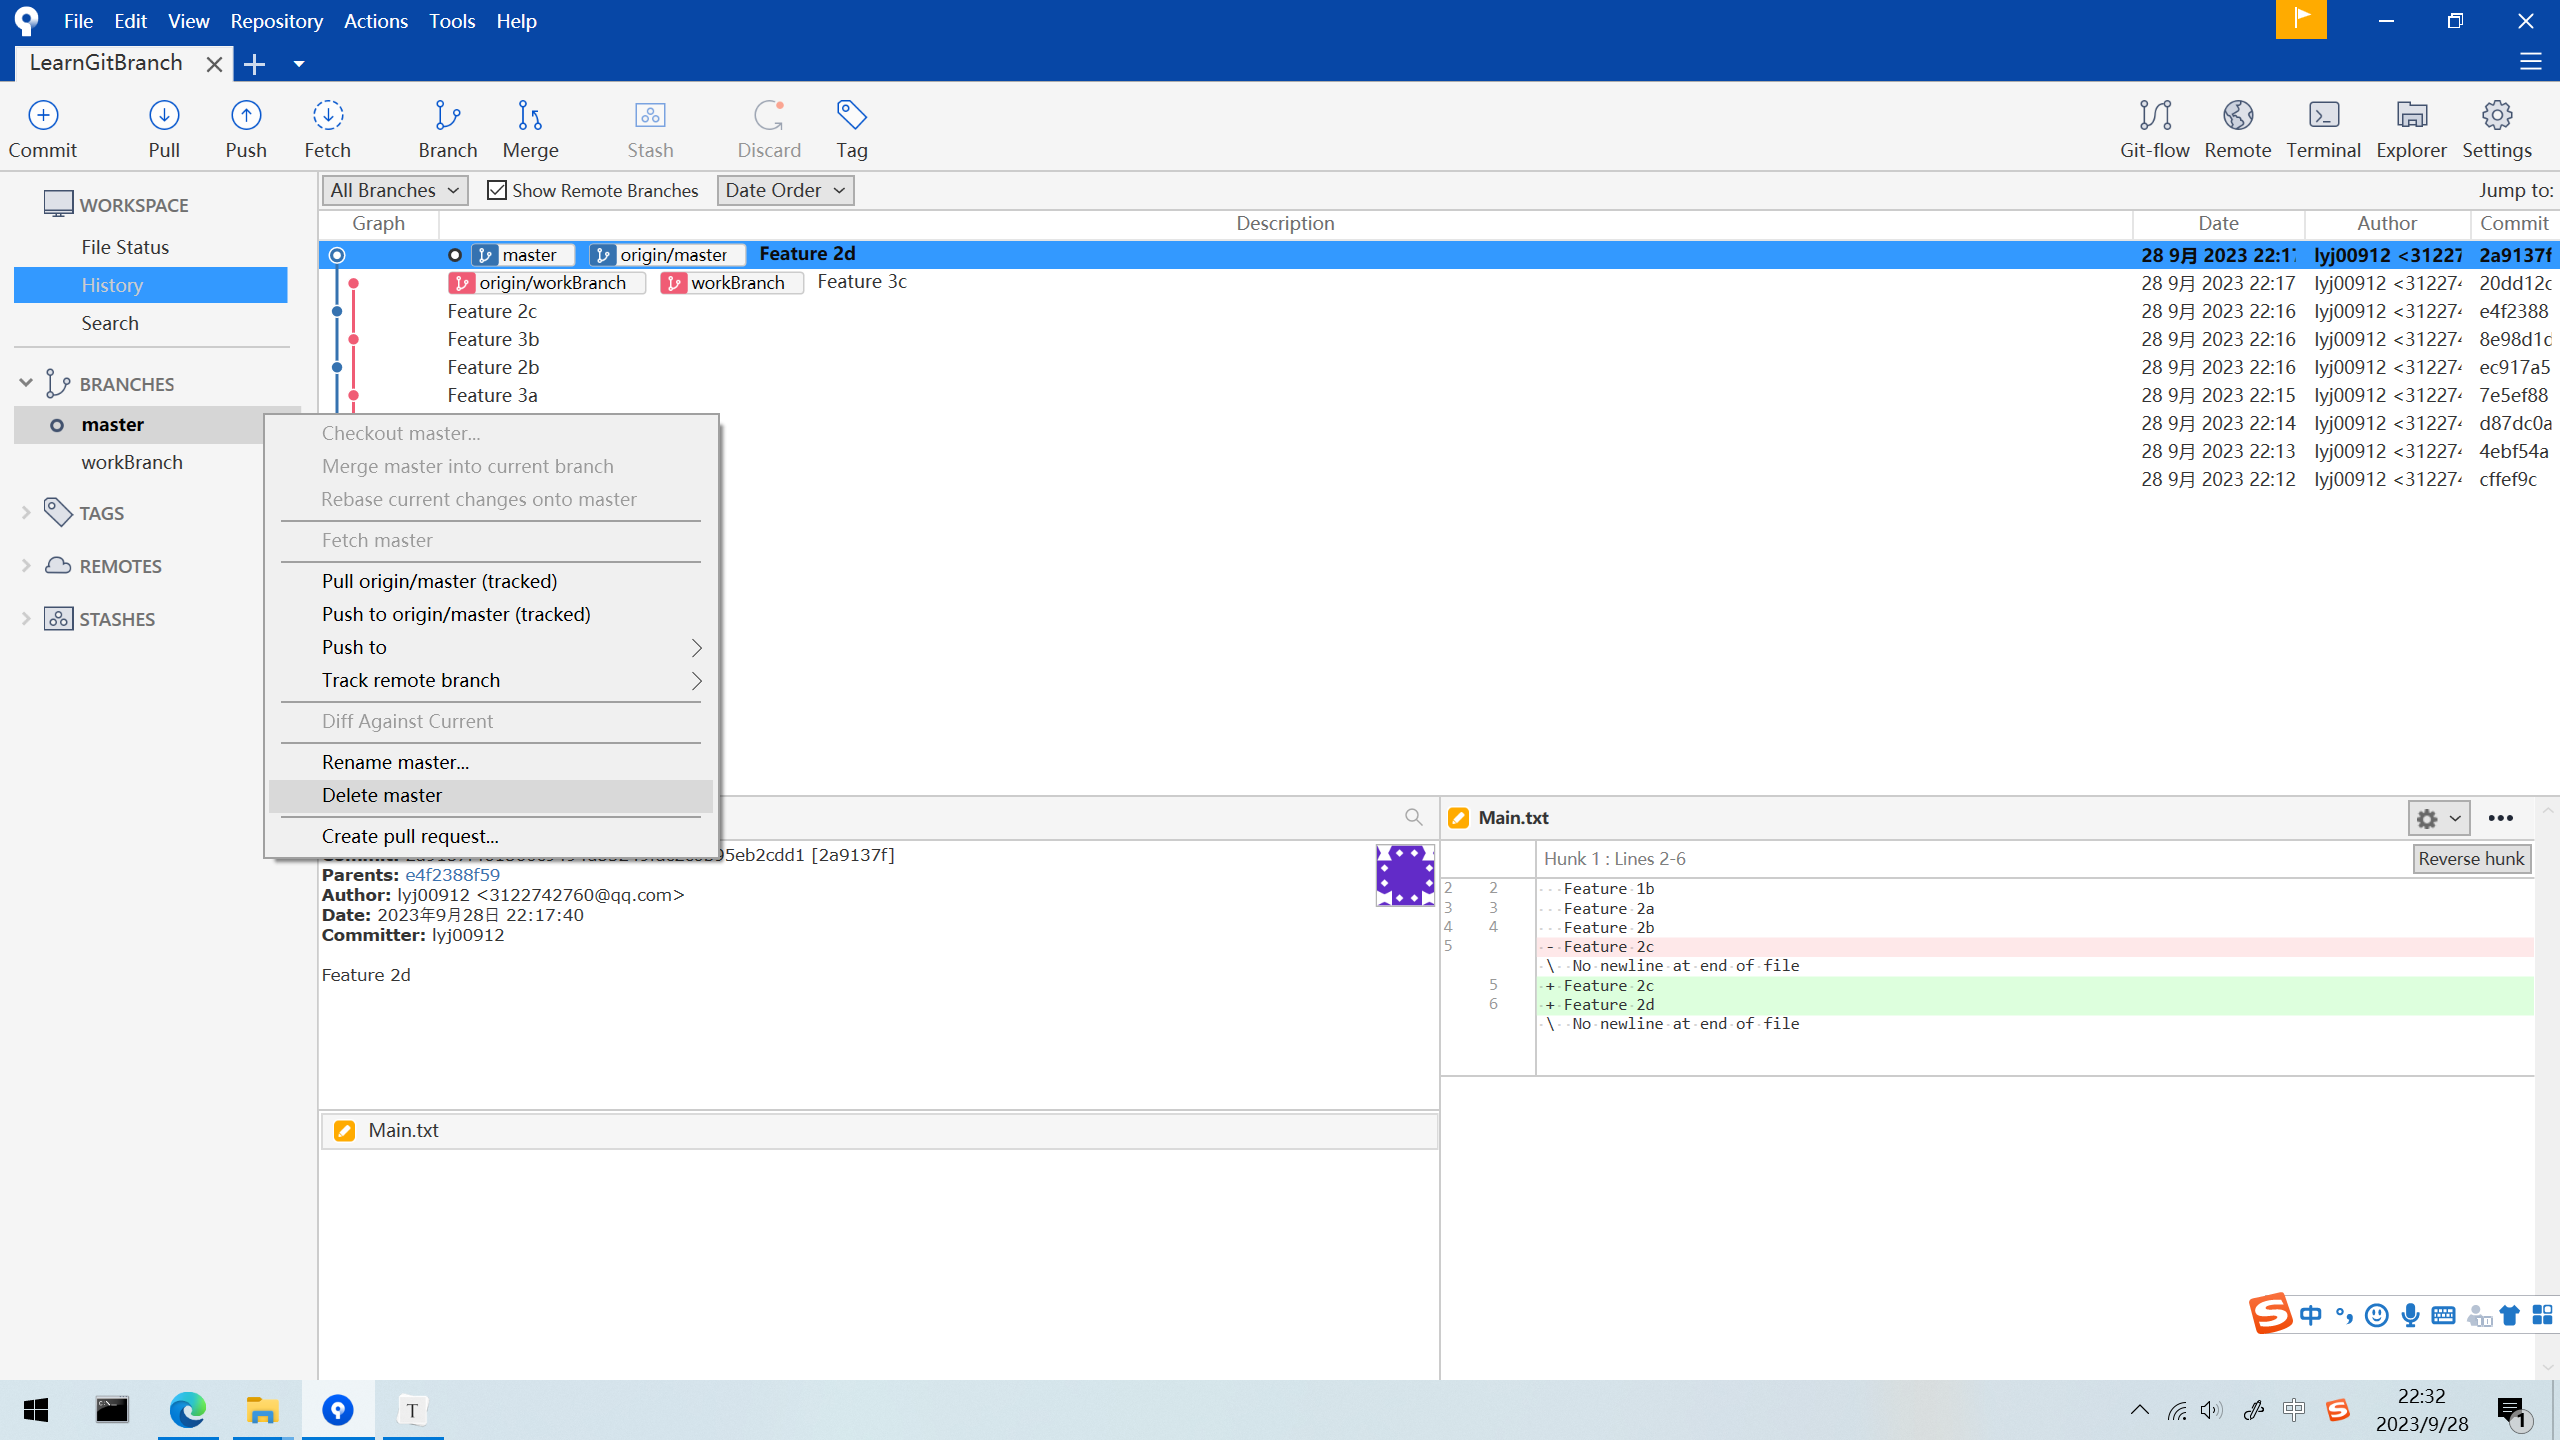 File Edit View Repository Actions Tools Help
LearnGitBranch
Commit Pull Push Fetch Branch Merge Stash Discard Tag Git-flow Remote Terminal Explorer Settings
All Branches Show Remote Branches Date Order Jump to:
Graph Description Date Author Commit
master origin/master Feature 2d 28 9月 2023 22:17 lyj00912 <31227 2a9137f
origin/workBranch workBranch Feature 3c 28 9月 2023 22:17 lyj00912 <312274 20dd12c
Feature 2c 28 9月 2023 22:16 lyj00912 <312274 e4f2388
Feature 3b 28 9月 2023 22:16 lyj00912 <312274 8e98d1d
Feature 2b 28 9月 2023 22:16 lyj00912 <312274 ec917a5
Feature 3a 28 9月 2023 22:15 lyj00912 <312274 7e5ef88
28 9月 2023 22:14 lyj00912 <312274 d87dc0a
28 9月 2023 22:13 lyj00912 <312274 4ebf54a
28 9月 2023 22:12 lyj00912 <312274 cffef9c
WORKSPACE
File Status
History
Search
BRANCHES
master
workBranch
TAGS
REMOTES
STASHES
Checkout master...
Merge master into current branch
Rebase current changes onto master
Fetch master
Pull origin/master (tracked)
Push to origin/master (tracked)
Push to
Track remote branch
Diff Against Current
Rename master...
Delete master
Create pull request...
95eb2cdd1 [2a9137f]
Parents: e4f2388f59
Author: lyj00912 <3122742760@qq.com>
Date: 2023年9月28日 22:17:40
Committer: lyj00912
Feature 2d
Main.txt
Main.txt
Hunk 1 : Lines 2-6 Reverse hunk
2 2 Feature 1b
3 3 Feature 2a
4 4 Feature 2b
5 - Feature 2c
\ No newline at end of file
5 + Feature 2c
6 + Feature 2d
\ No newline at end of file
S 中
T
中 S
22:32
2023/9/28
1